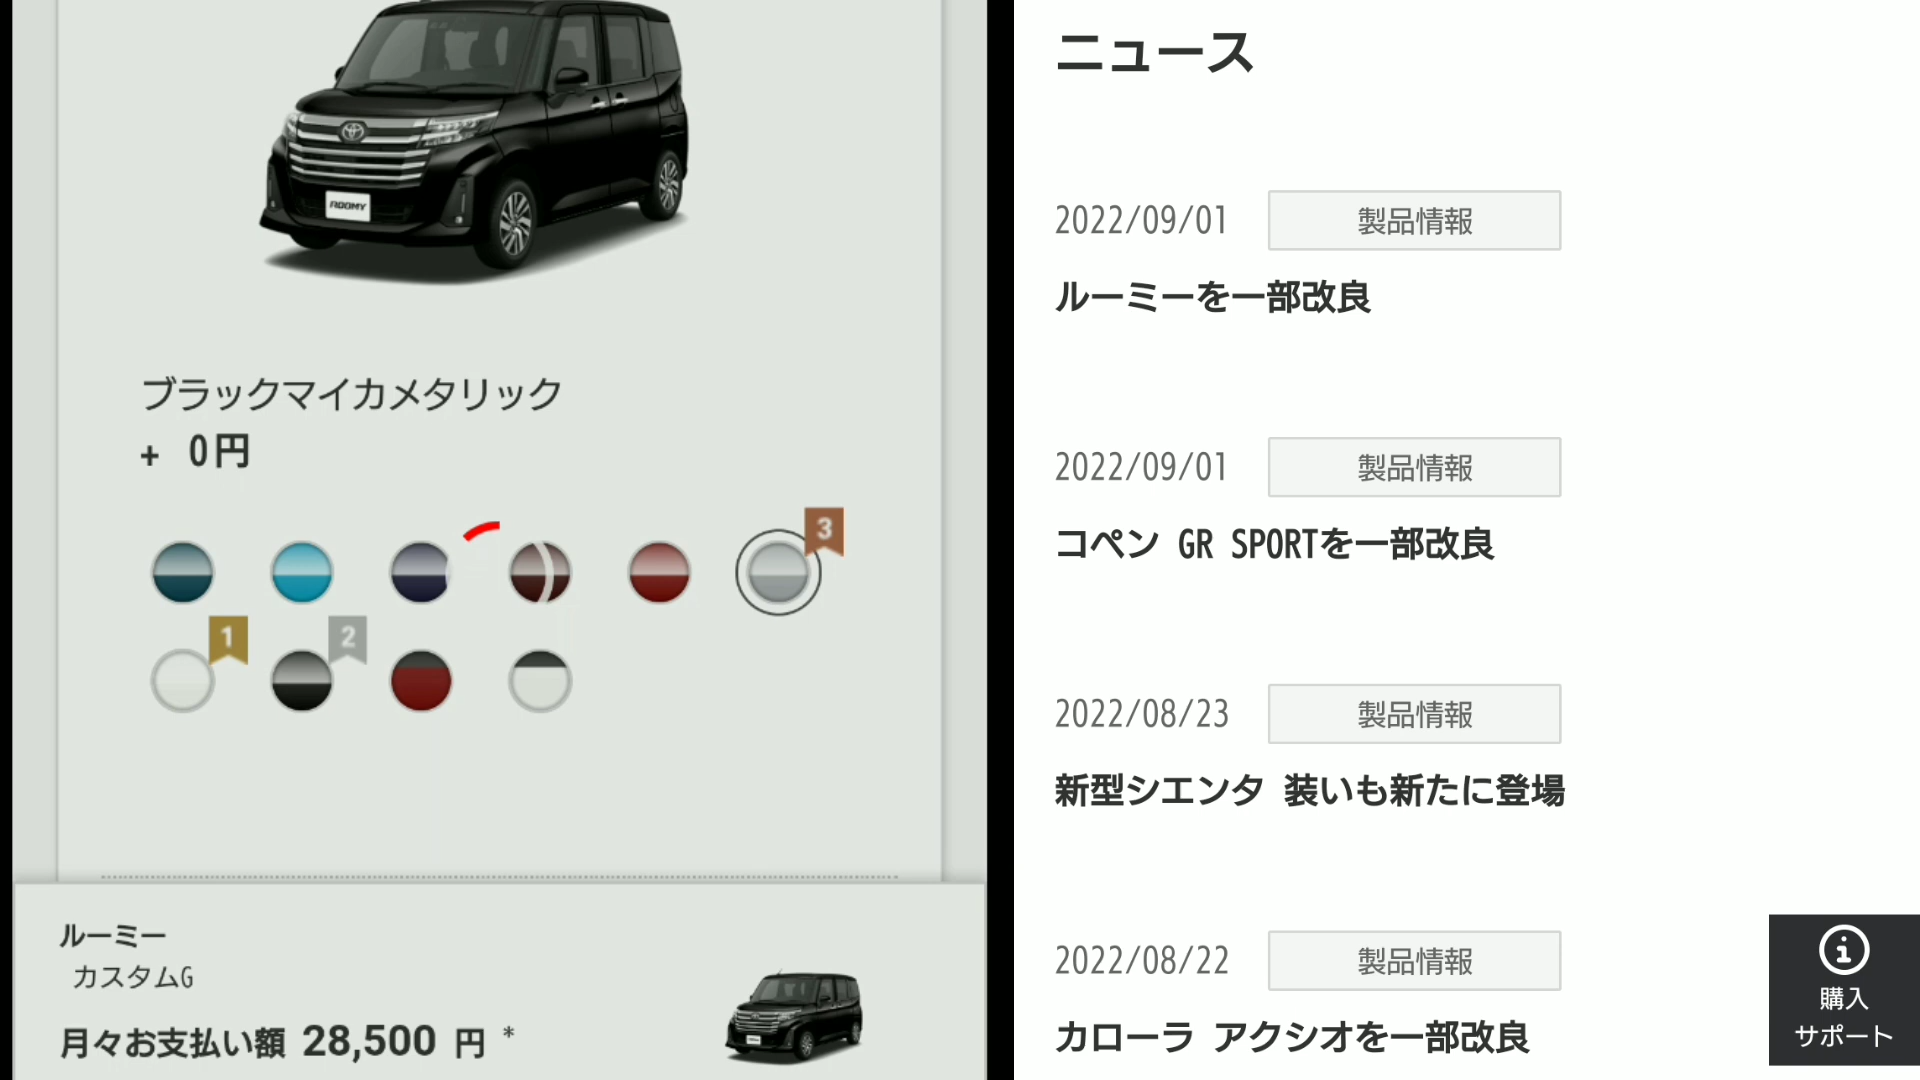 ROOMY
ブラックマイカメタリック
+ 0円
3
1
2
ルーミー
カスタムG
月々お支払い額 28,500 円 *
ニュース
2022/09/01 製品情報
ルーミーを一部改良
2022/09/01 製品情報
コペン GR SPORTを一部改良
2022/08/23 製品情報
新型シエンタ 装いも新たに登場
2022/08/22 製品情報
カローラ アクシオを一部改良
購入
サポート